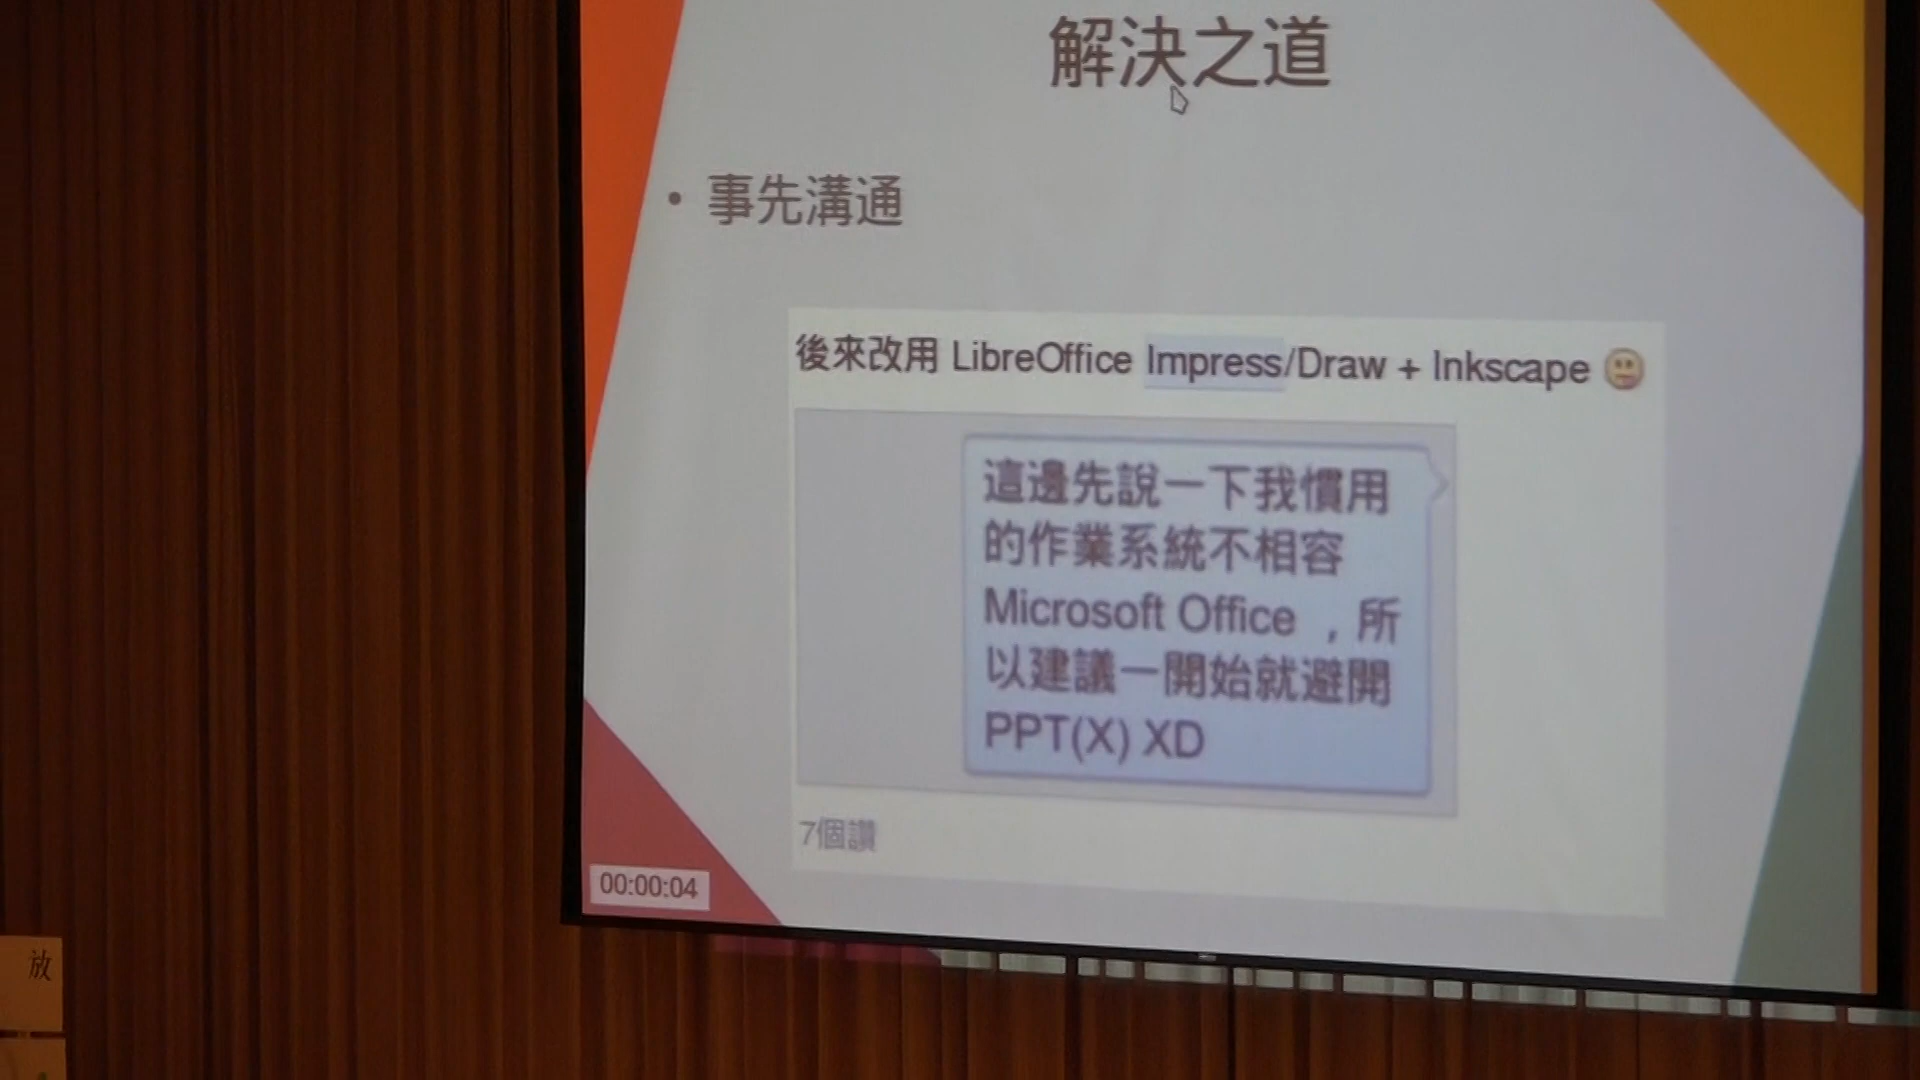 解決之道
• 事先溝通
後來改用 LibreOffice Impress/Draw + Inkscape
這邊先說一下我慣用
的作業系統不相容
Microsoft Office ，所
以建議一開始就避開
PPT(X) XD
7個讚
00:00:04
放